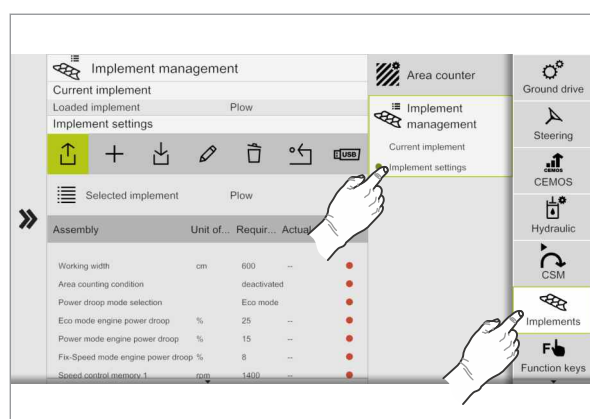 Implement management
Current implement
Loaded implement Plow
Implement settings
USB
Selected implement Plow
Assembly Unit of... Requir... Actual
Working width cm 600 --
Area counting condition deactivated
Power droop mode selection Eco mode
Eco mode engine power droop % 25 --
Power mode engine power droop % 15 --
Fix-Speed mode engine power droop % 8 --
Speed control memory 1 rpm 1400 --
Area counter
Implement
management
Current implement
Implement settings
Ground drive
Steering
CEMOS
CEMOS
Hydraulic
CSM
Implements
F
Function keys